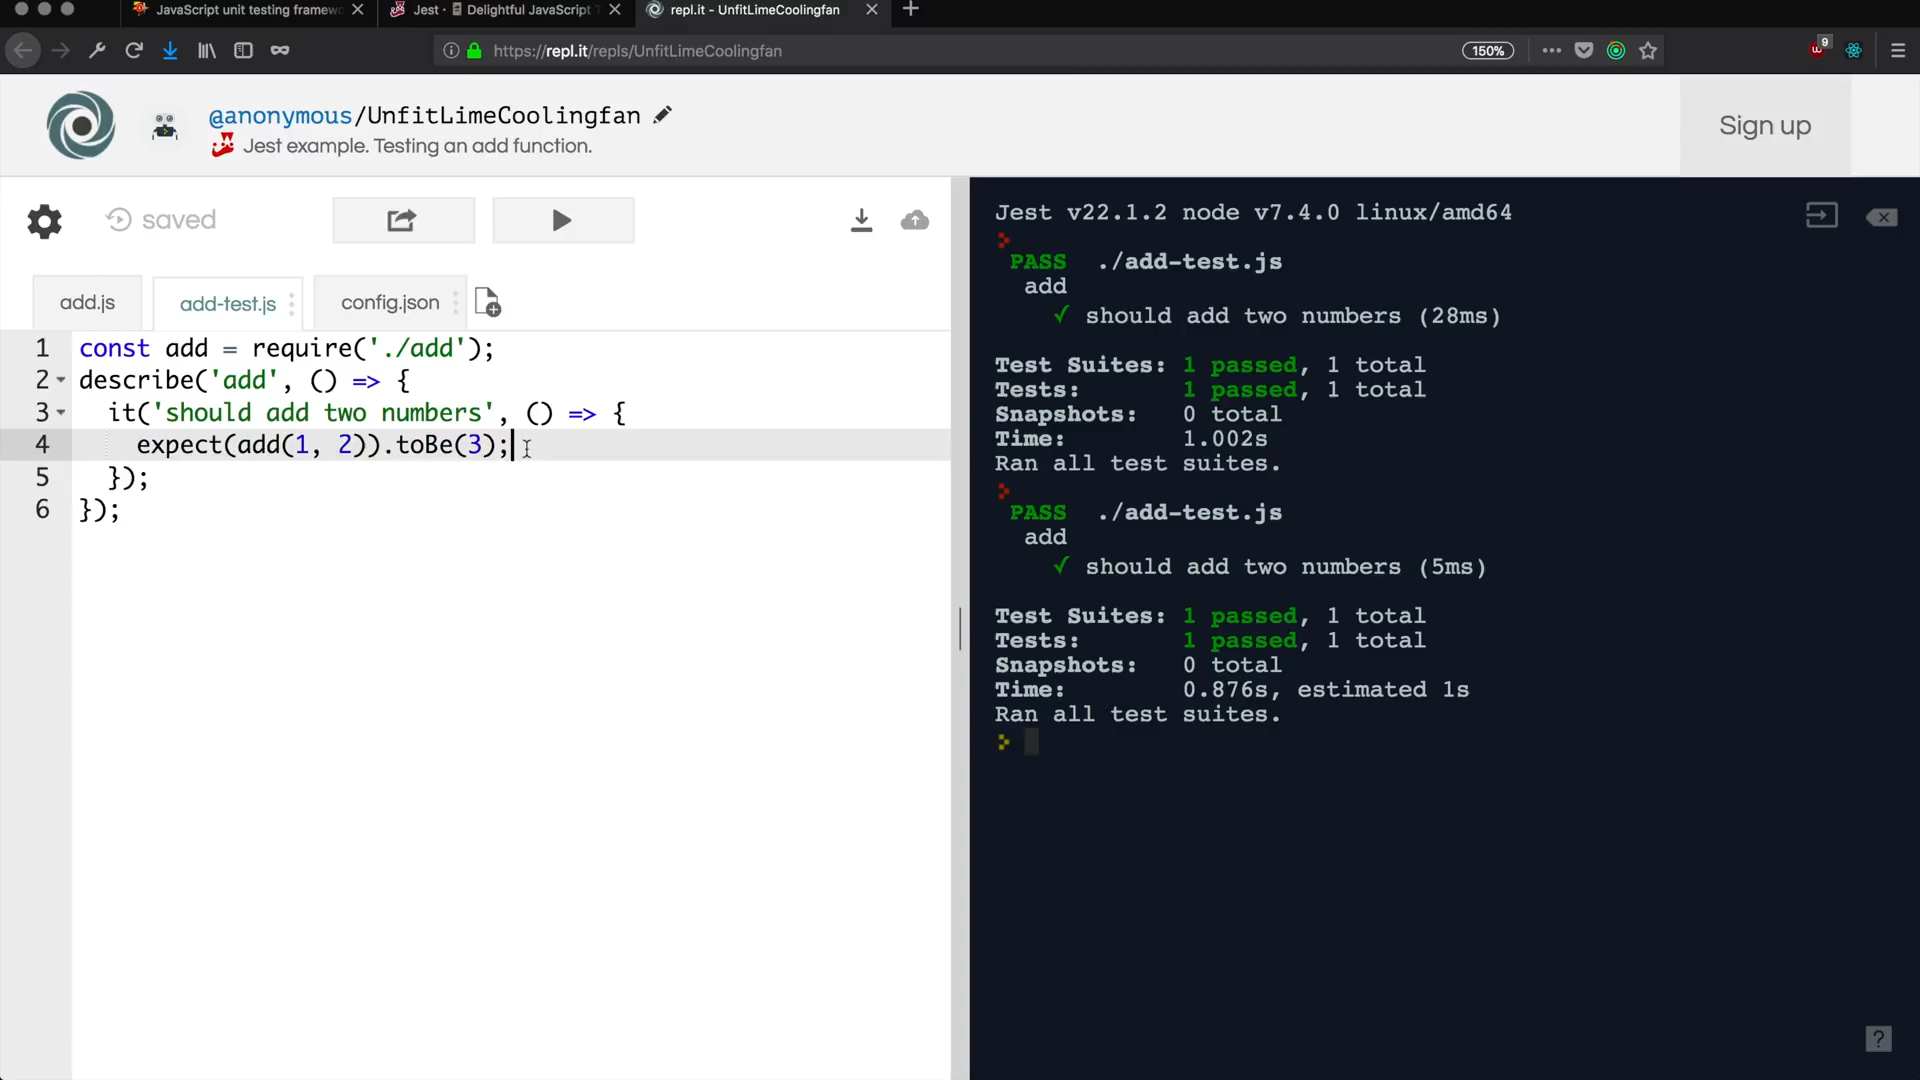 JavaScript unit testing framew
Jest · Delightful JavaScript T
repl.it - UnfitLimeCoolingfan
https://repl.it/repls/UnfitLimeCoolingfan
150%
9
@anonymous/UnfitLimeCoolingfan
Jest example. Testing an add function.
Sign up
saved
add.js
add-test.js
config.json
1 const add = require('./add');
2 describe('add', () => {
3 it('should add two numbers', () => {
4 expect(add(1, 2)).toBe(3);
5 });
6 });
Jest v22.1.2 node v7.4.0 linux/amd64
PASS ./add-test.js
add
✓ should add two numbers (28ms)
Test Suites: 1 passed, 1 total
Tests: 1 passed, 1 total
Snapshots: 0 total
Time: 1.002s
Ran all test suites.
PASS ./add-test.js
add
✓ should add two numbers (5ms)
Test Suites: 1 passed, 1 total
Tests: 1 passed, 1 total
Snapshots: 0 total
Time: 0.876s, estimated 1s
Ran all test suites.
?